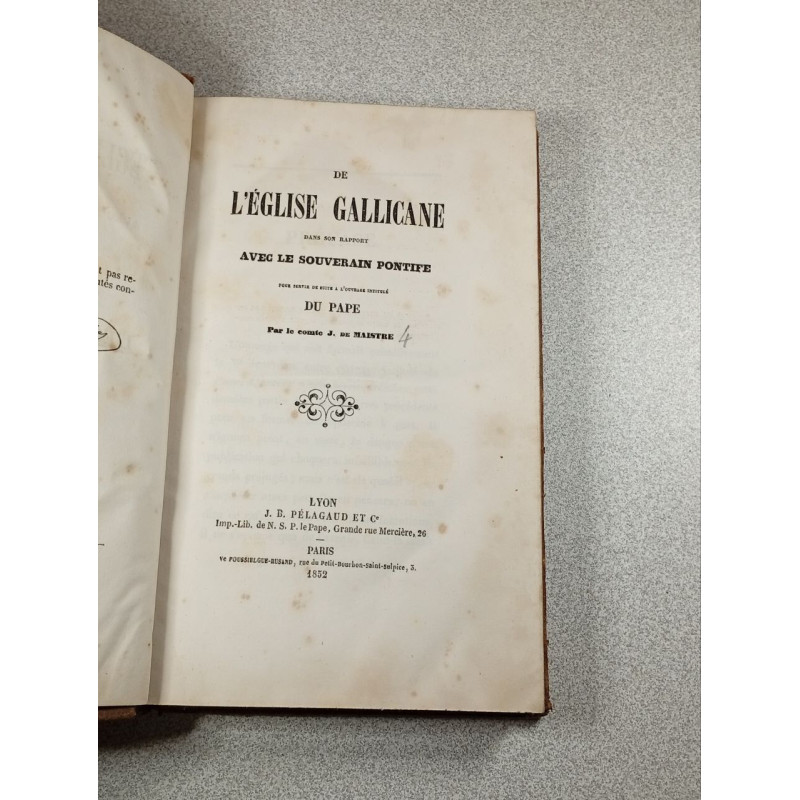 t pas re-
ntés con-
DE
L'ÉGLISE GALLICANE
DANS SON RAPPORT
AVEC LE SOUVERAIN PONTIFE
POUR SERVIR DE SUITE A L'OUVRAGE INTITULÉ
DU PAPE
Par le comte J. DE MAISTRE 4
LYON
J. B. PÉLAGAUD ET Cie
Imp.-Lib. de N. S. P. le Pape, Grande rue Mercière, 26
PARIS
Ve POUSSIELGUE-RUSAND, rue du Petit-Bourbon-Saint-Sulpice, 3.
1852